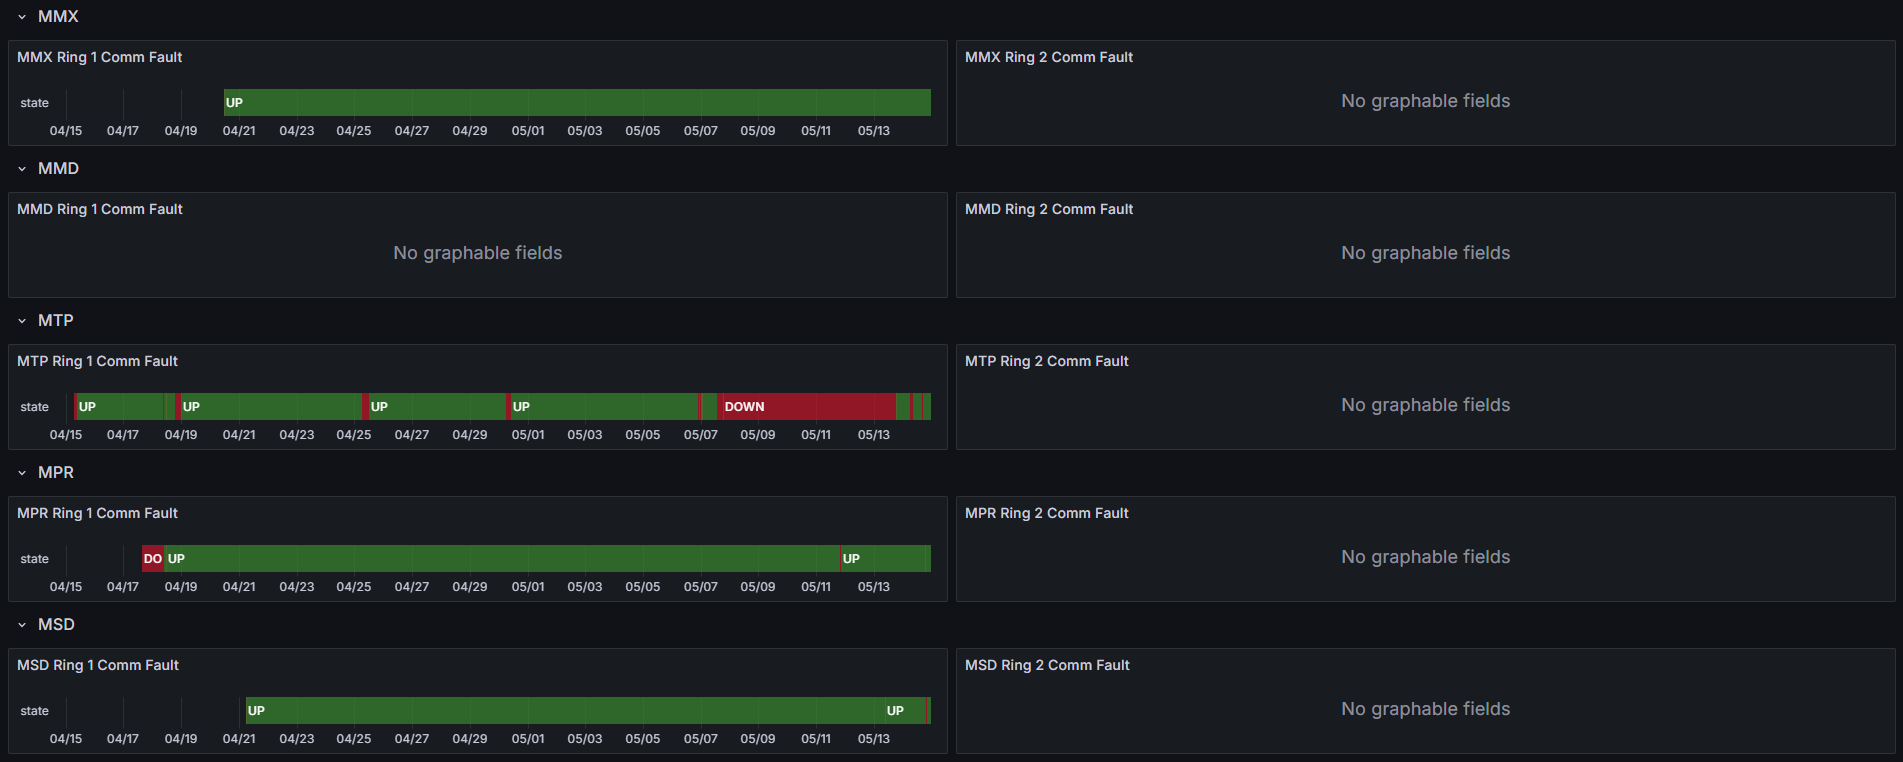 MMX
MMX Ring 1 Comm Fault
state
UP
04/15 04/17 04/19 04/21 04/23 04/25 04/27 04/29 05/01 05/03 05/05 05/07 05/09 05/11 05/13
MMX Ring 2 Comm Fault
No graphable fields
MMD
MMD Ring 1 Comm Fault
No graphable fields
MMD Ring 2 Comm Fault
No graphable fields
MTP
MTP Ring 1 Comm Fault
state
UP UP UP UP DOWN
04/15 04/17 04/19 04/21 04/23 04/25 04/27 04/29 05/01 05/03 05/05 05/07 05/09 05/11 05/13
MTP Ring 2 Comm Fault
No graphable fields
MPR
MPR Ring 1 Comm Fault
state
DO UP UP
04/15 04/17 04/19 04/21 04/23 04/25 04/27 04/29 05/01 05/03 05/05 05/07 05/09 05/11 05/13
MPR Ring 2 Comm Fault
No graphable fields
MSD
MSD Ring 1 Comm Fault
state
UP UP
04/15 04/17 04/19 04/21 04/23 04/25 04/27 04/29 05/01 05/03 05/05 05/07 05/09 05/11 05/13
MSD Ring 2 Comm Fault
No graphable fields